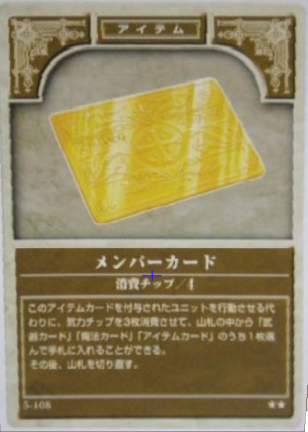 アイテム
メンバーカード
消費チップ/4
このアイテムカードを付与されたユニットを行動させる代
わりに、気力チップを3枚消費させて、山札の中から「武
器カード」「魔法カード」「アイテムカード」のうち1枚選
んで手札に入れることができる。
その後、山札を切り直す。
5-108
★★